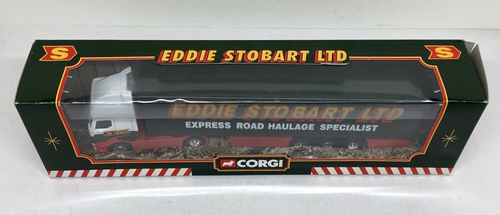 S
EDDIE STOBART LTD
S
EDDIE STOBART LTD
EXPRESS ROAD HAULAGE SPECIALIST
CORGI